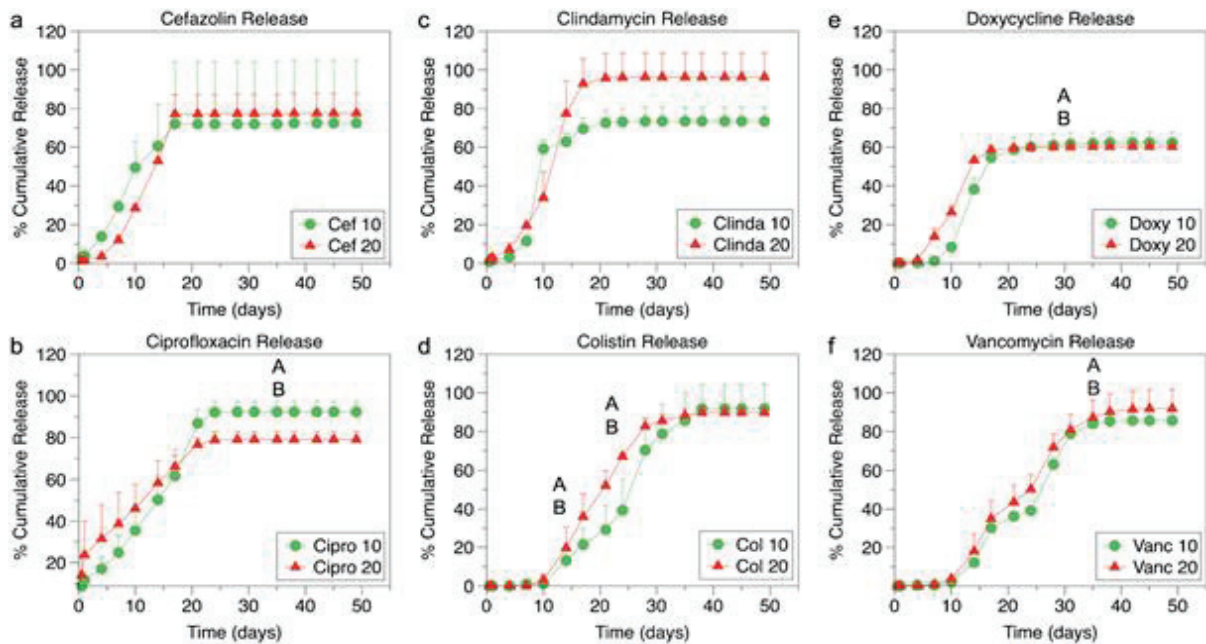 a
Cefazolin Release
% Cumulative Release
120
100
80
60
40
20
0
Cef 10
Cef 20
0 10 20 30 40 50
Time (days)
c
Clindamycin Release
% Cumulative Release
120
100
80
60
40
20
0
Clinda 10
Clinda 20
0 10 20 30 40 50
Time (days)
e
Doxycycline Release
% Cumulative Release
120
100
80
60
40
20
0
A
B
Doxy 10
Doxy 20
0 10 20 30 40 50
Time (days)
b
Ciprofloxacin Release
% Cumulative Release
120
100
80
60
40
20
A
B
Cipro 10
Cipro 20
0 10 20 30 40 50
Time (days)
d
Colistin Release
% Cumulative Release
120
100
80
60
40
20
0
A
B
A
B
Col 10
Col 20
0 10 20 30 40 50
Time (days)
f
Vancomycin Release
% Cumulative Release
120
100
80
60
40
20
0
A
B
Vanc 10
Vanc 20
0 10 20 30 40 50
Time (days)